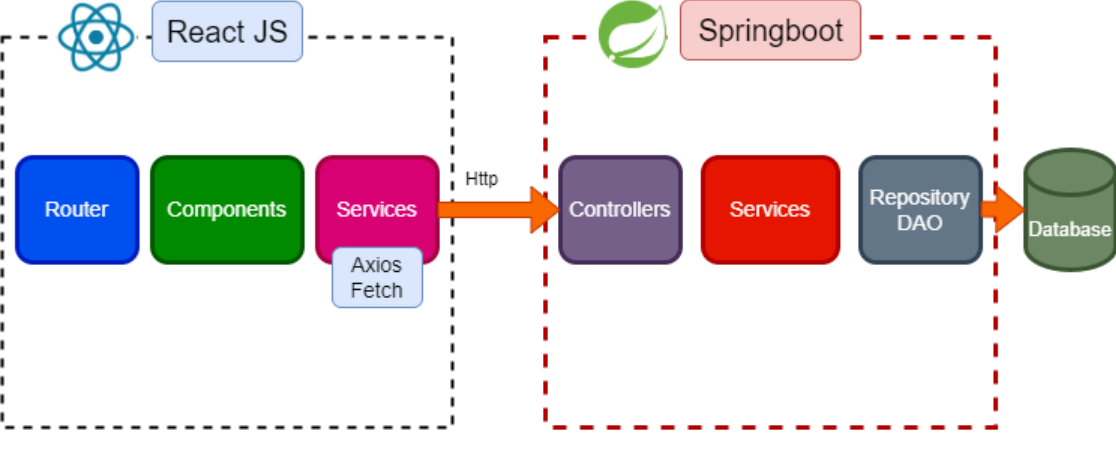 React JS
Springboot
Router
Components
Services
Axios
Fetch
Http
Controllers
Services
Repository
DAO
Database